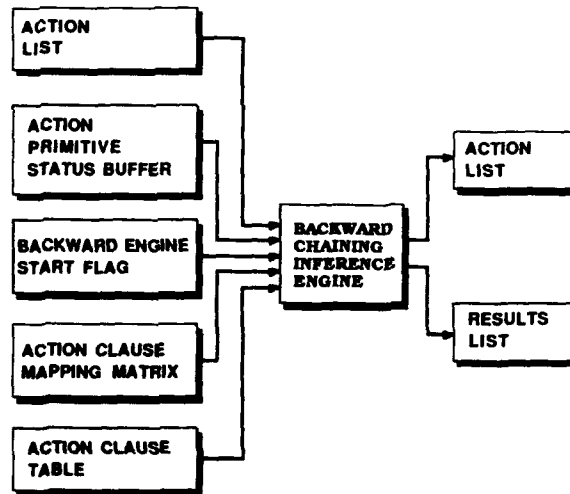 ACTION
LIST
ACTION
PRIMITIVE
STATUS BUFFER
BACKWARD ENGINE
START FLAG
ACTION CLAUSE
MAPPING MATRIX
ACTION CLAUSE
TABLE
BACKWARD
CHAINING
INFERENCE
ENGINE
ACTION
LIST
RESULTS
LIST